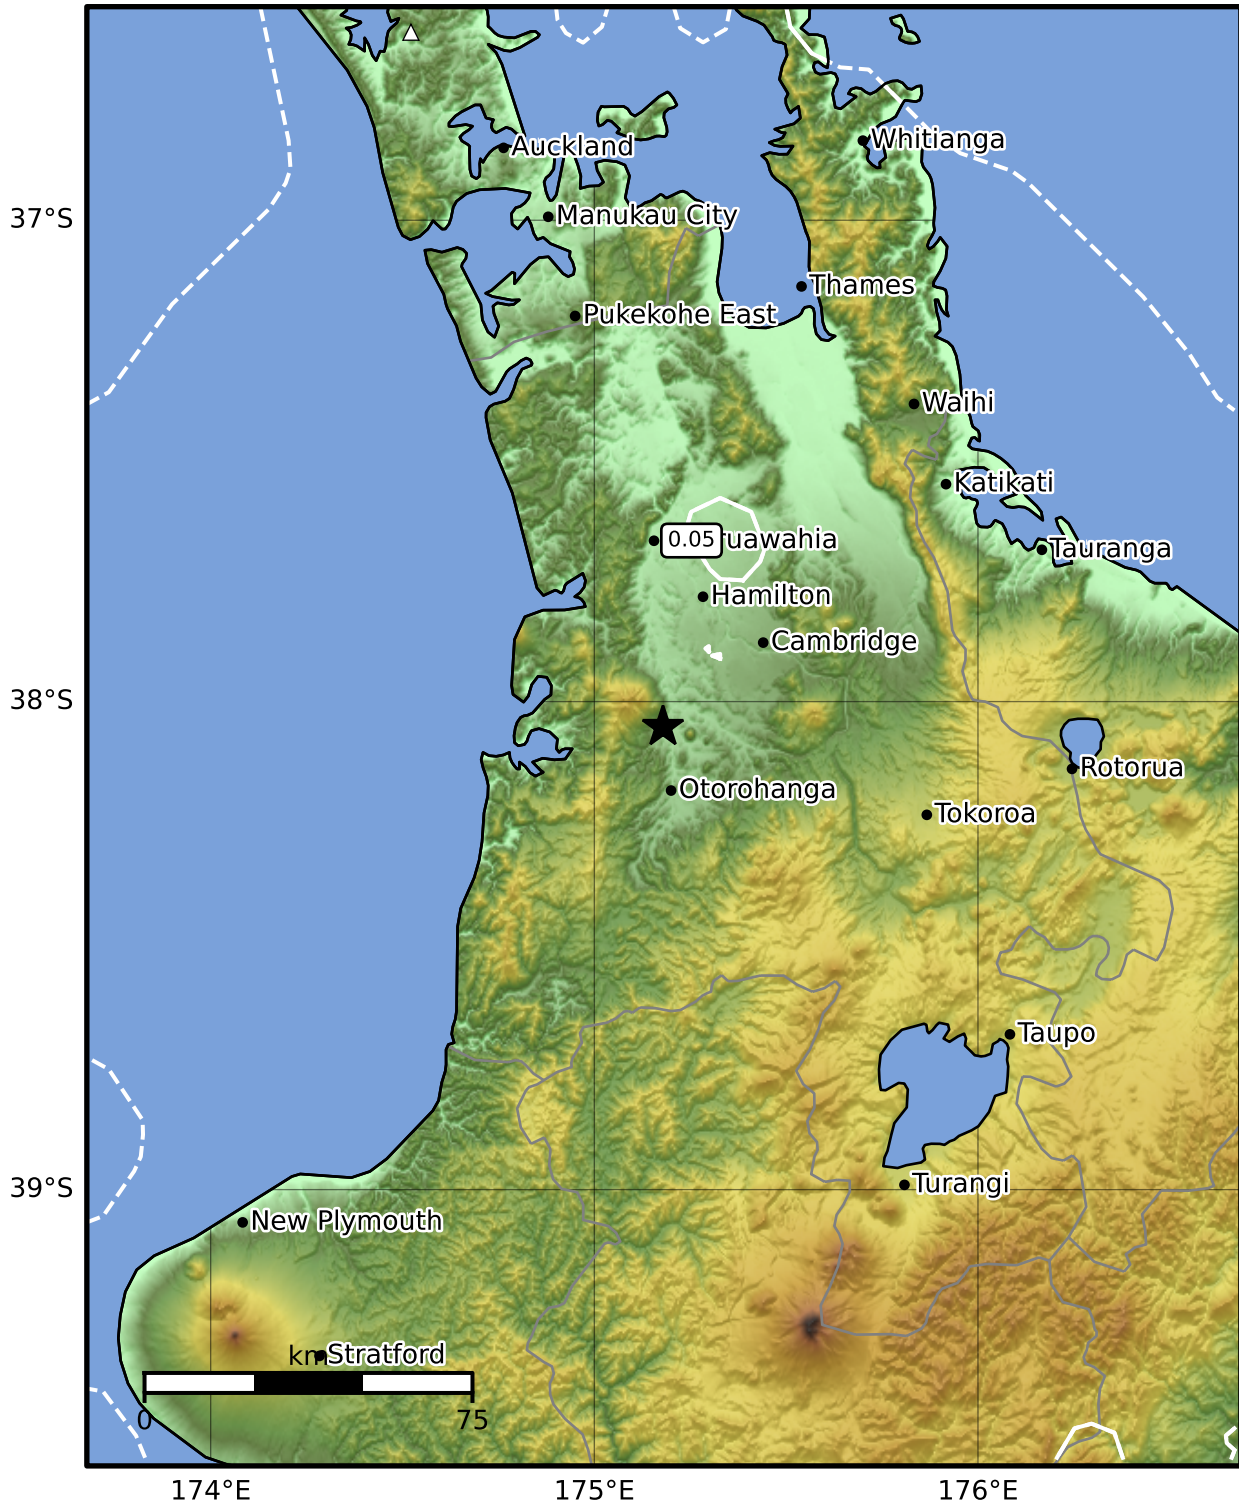 Auckland
Whitianga
37°S
Manukau City
Thames
Pukekohe East
Waihi
Katikati
0.05
uawahia
Tauranga
Hamilton
Cambridge
38°S
Rotorua
Otorohanga
Tokoroa
Taupo
39°S
Turangi
New Plymouth
km
Stratford
0
75
174°E
175°E
176°E